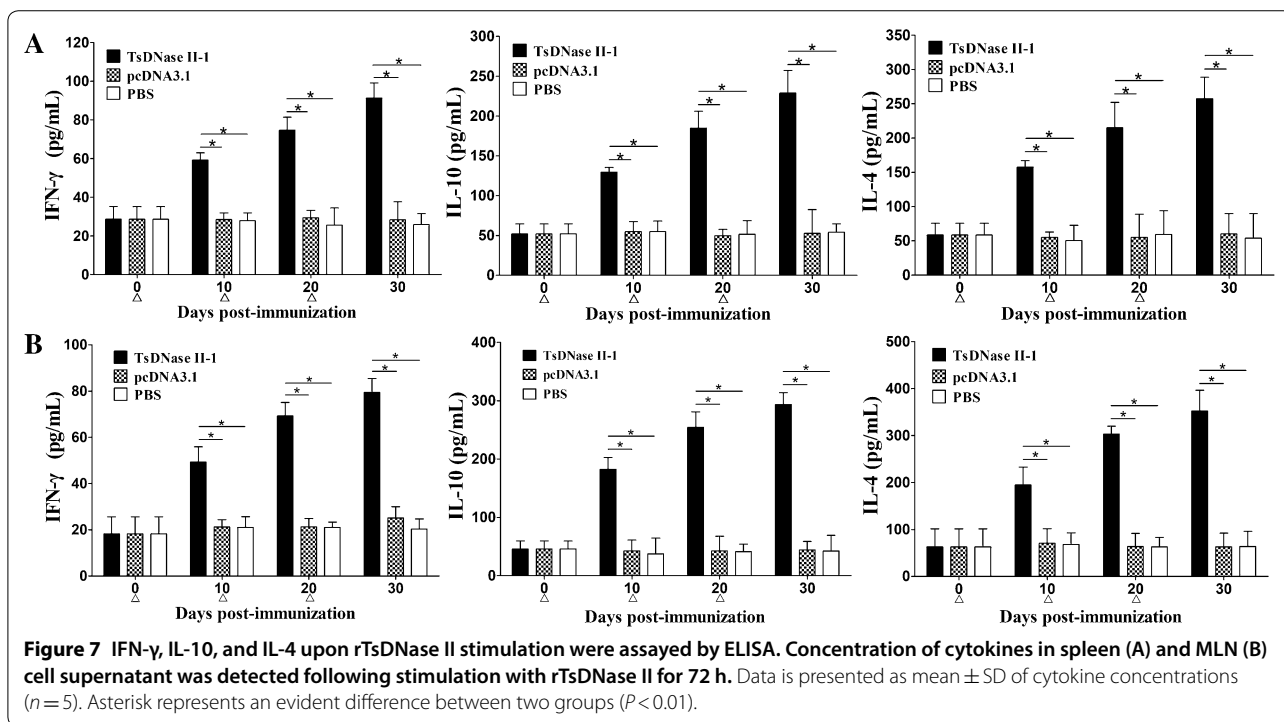 A
TsDNase II-1
pcDNA3.1
PBS
IFN-γ (pg/mL)
120
100
80
60
40
20
0
* * * * * *
0 10 20 30
△ △ △
Days post-immunization
TsDNase II-1
pcDNA3.1
PBS
IL-10 (pg/mL)
300
250
200
150
100
50
0
* * * * * *
0 10 20 30
△ △ △
Days post-immunization
TsDNase II-1
pcDNA3.1
PBS
IL-4 (pg/mL)
350
300
250
200
150
100
50
0
* * * * * *
0 10 20 30
△ △ △
Days post-immunization
B
TsDNase II-1
pcDNA3.1
PBS
IFN-γ (pg/mL)
100
80
60
40
20
0
* * * * * *
0 10 20 30
△ △ △
Days post-immunization
TsDNase II-1
pcDNA3.1
PBS
IL-10 (pg/mL)
400
300
200
100
0
* * * * * *
0 10 20 30
△ △ △
Days post-immunization
TsDNase II-1
pcDNA3.1
PBS
IL-4 (pg/mL)
500
400
300
200
100
0
* * * * * *
0 10 20 30
△ △ △
Days post-immunization
Figure 7 IFN-γ, IL-10, and IL-4 upon rTsDNase II stimulation were assayed by ELISA. Concentration of cytokines in spleen (A) and MLN (B)
cell supernatant was detected following stimulation with rTsDNase II for 72 h. Data is presented as mean ± SD of cytokine concentrations
(n = 5). Asterisk represents an evident difference between two groups (P < 0.01).